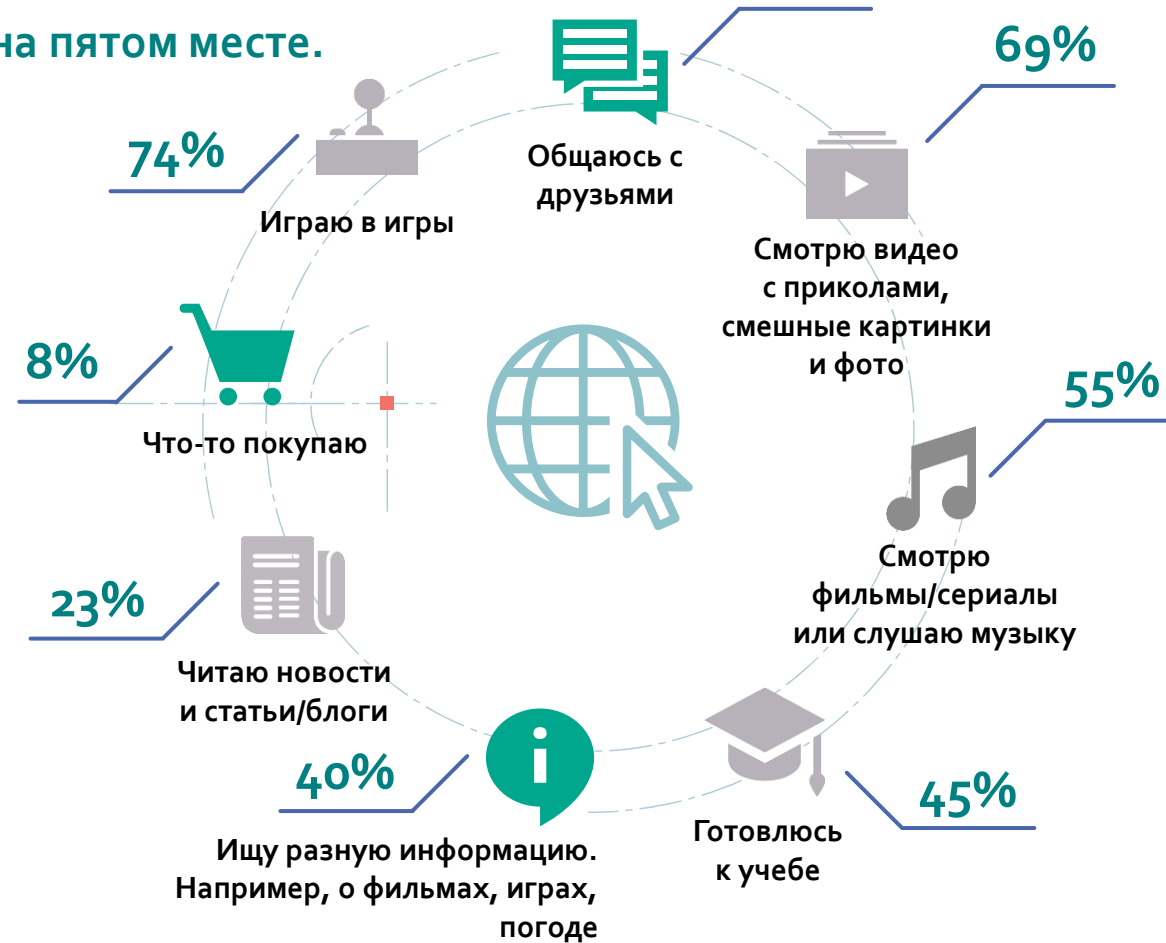 на пятом месте.
69%
74%
Общаюсь с
друзьями
Играю в игры
Смотрю видео
с приколами,
смешные картинки
и фото
8%
55%
Что-то покупаю
Смотрю
фильмы/сериалы
или слушаю музыку
23%
Читаю новости
и статьи/блоги
40%
45%
Готовлюсь
к учебе
Ищу разную информацию.
Например, о фильмах, играх,
погоде